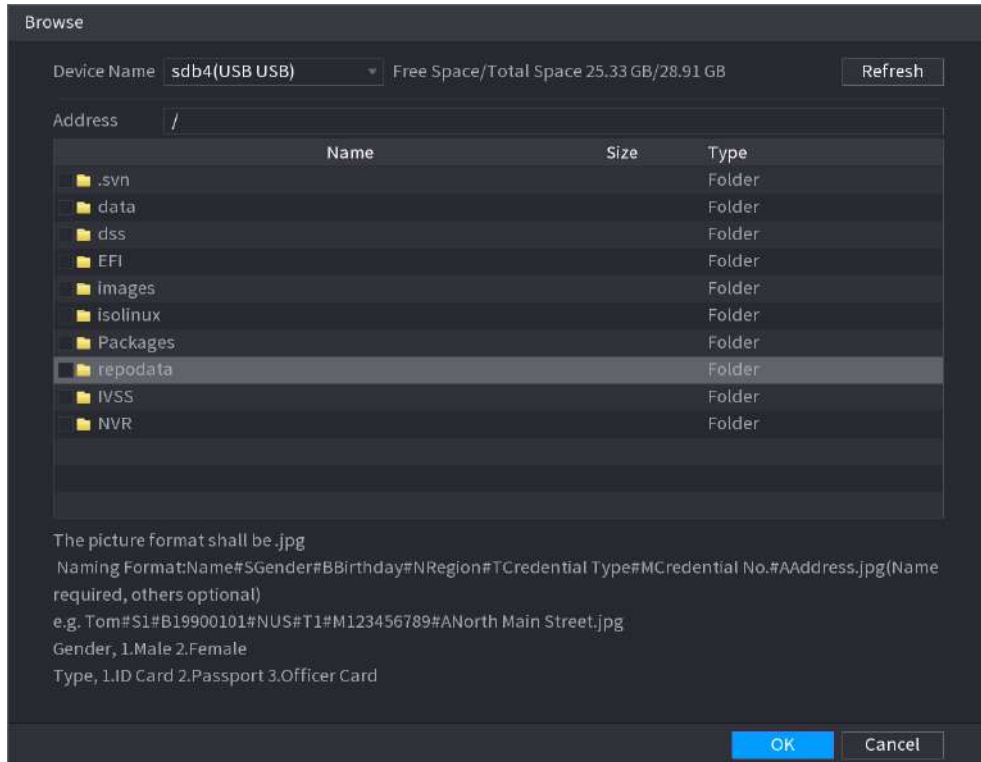 Browse
Device Name sdb4(USB USB) Free Space/Total Space 25.33 GB/28.91 GB Refresh
Address /
Name Size Type
.svn Folder
data Folder
dss Folder
EFI Folder
images Folder
isolinux Folder
Packages Folder
repodata Folder
IVSS Folder
NVR Folder
The picture format shall be .jpg
Naming Format:Name#SGender#BBirthday#NRegion#TCredential Type#MCredential No.#AAddress.jpg(Name
required, others optional)
e.g. Tom#S1#B19900101#NUS#T1#M123456789#ANorth Main Street.jpg
Gender, 1.Male 2.Female
Type, 1.ID Card 2.Passport 3.Officer Card
OK Cancel